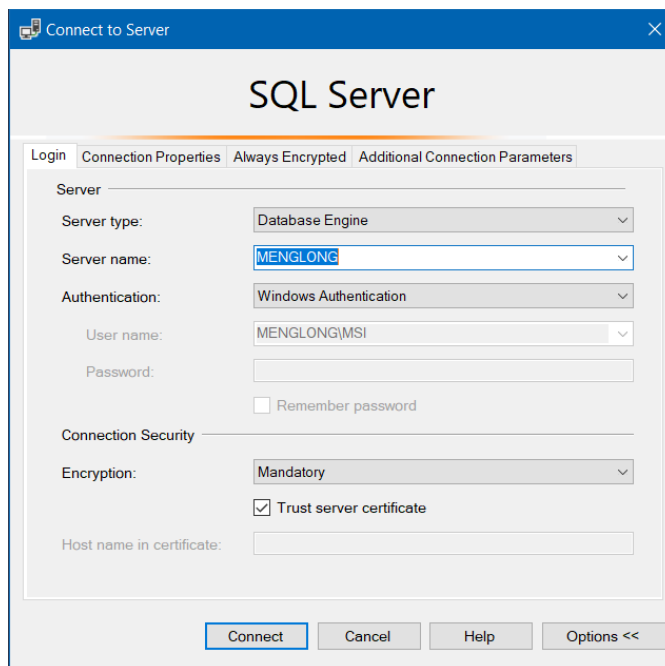 Connect to Server
SQL Server
Login Connection Properties Always Encrypted Additional Connection Parameters
Server
Server type: Database Engine
Server name: MENGLONG
Authentication: Windows Authentication
User name: MENGLONG\MSI
Password:
Remember password
Connection Security
Encryption: Mandatory
Trust server certificate
Host name in certificate:
Connect Cancel Help Options <<